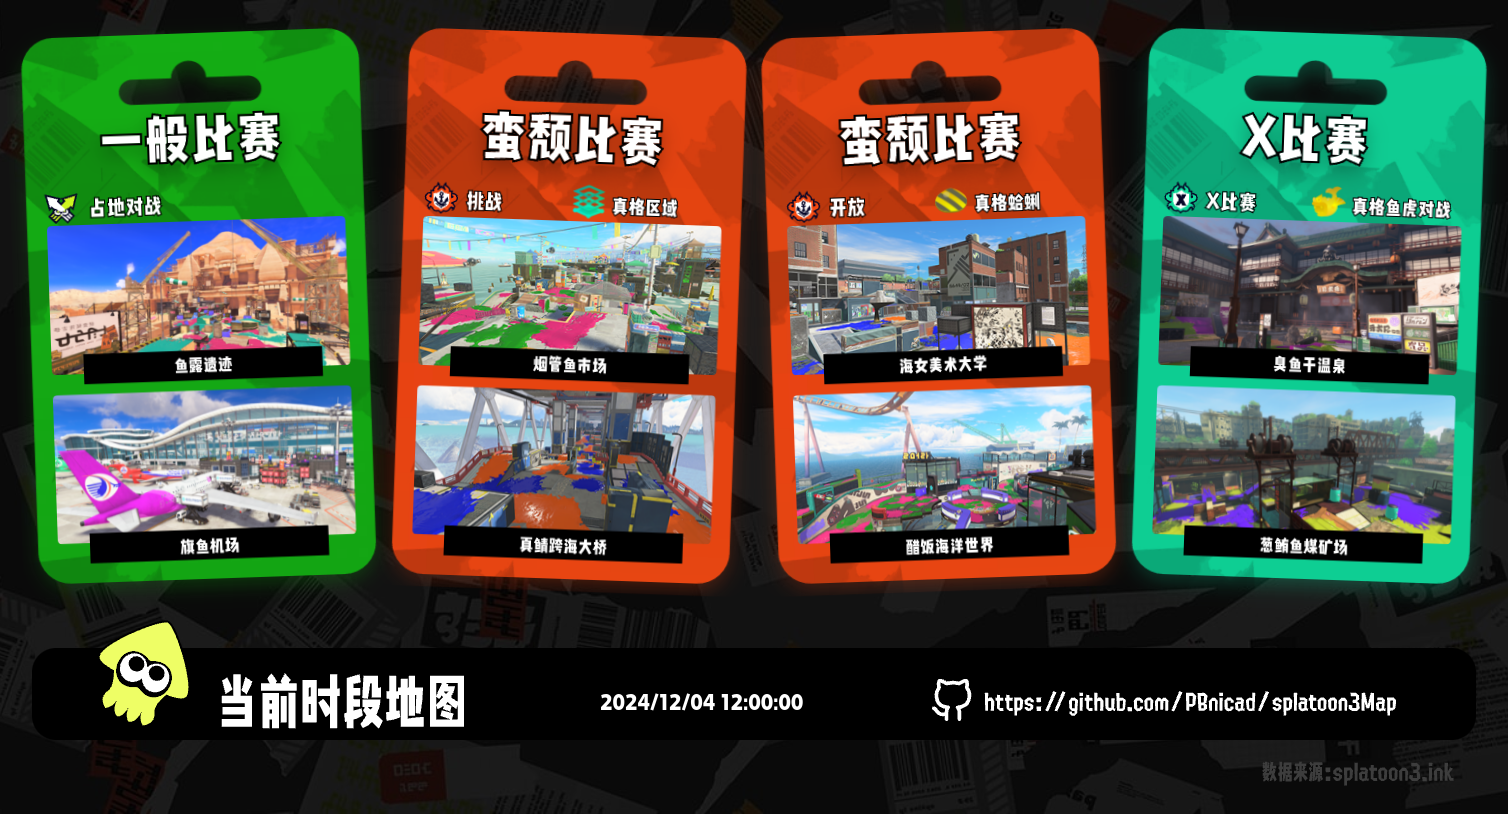 一般比赛
占地对战
鱼露遗迹
旗鱼机场
蛮颓比赛
挑战
真格区域
烟管鱼市场
真鲷跨海大桥
蛮颓比赛
开放
真格蛤蜊
海女美术大学
醋饭海洋世界
X比赛
X比赛
真格鱼虎对战
臭鱼干温泉
葱鲔鱼煤矿场
当前时段地图
2024/12/04 12:00:00
https://github.com/PBnicad/splatoon3Map
数据来源:splatoon3.ink